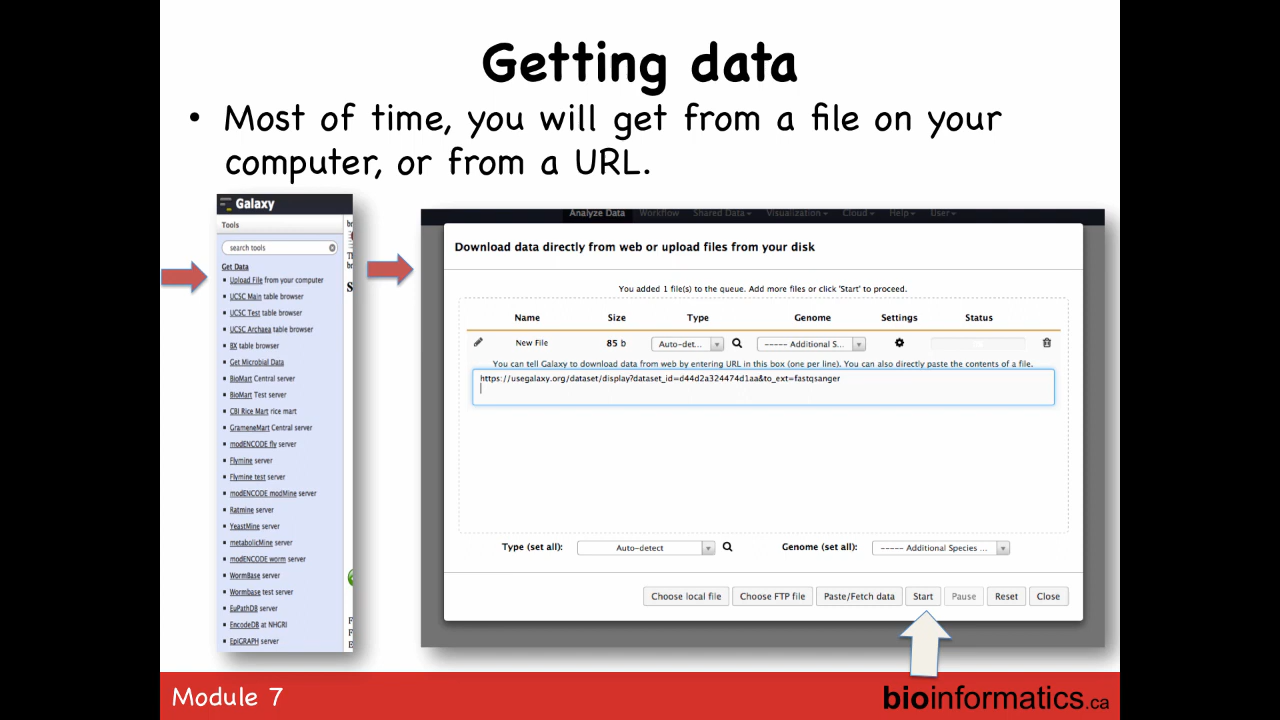 Getting data
• Most of time, you will get from a file on your
computer, or from a URL.
Galaxy
Tools
search tools
Get Data
Upload File from your computer
UCSC Main table browser
UCSC Test table browser
UCSC Archaea table browser
BX table browser
Get Microbial Data
BioMart Central server
BioMart Test server
CBI Rice Mart rice mart
GrameneMart Central server
modENCODE fly server
Flymine server
Flymine test server
modENCODE modMine server
Ratmine server
YeastMine server
metabolicMine server
modENCODE worm server
WormBase server
Wormbase test server
EuPathDB server
EncodeDB at NHGRI
EpiGRAPH server
Analyze Data Workflow Shared Data Visualization Cloud Help User
Download data directly from web or upload files from your disk
You added 1 file(s) to the queue. Add more files or click 'Start' to proceed.
Name Size Type Genome Settings Status
New File 85 b Auto-det... ----- Additional S...
You can tell Galaxy to download data from web by entering URL in this box (one per line). You can also directly paste the contents of a file.
https://usegalaxy.org/dataset/display?dataset_id=d44d2a324474d1aa&to_ext=fastqsanger
Type (set all): Auto-detect Genome (set all): ----- Additional Species ...
Choose local file Choose FTP file Paste/Fetch data Start Pause Reset Close
Module 7
bioinformatics.ca